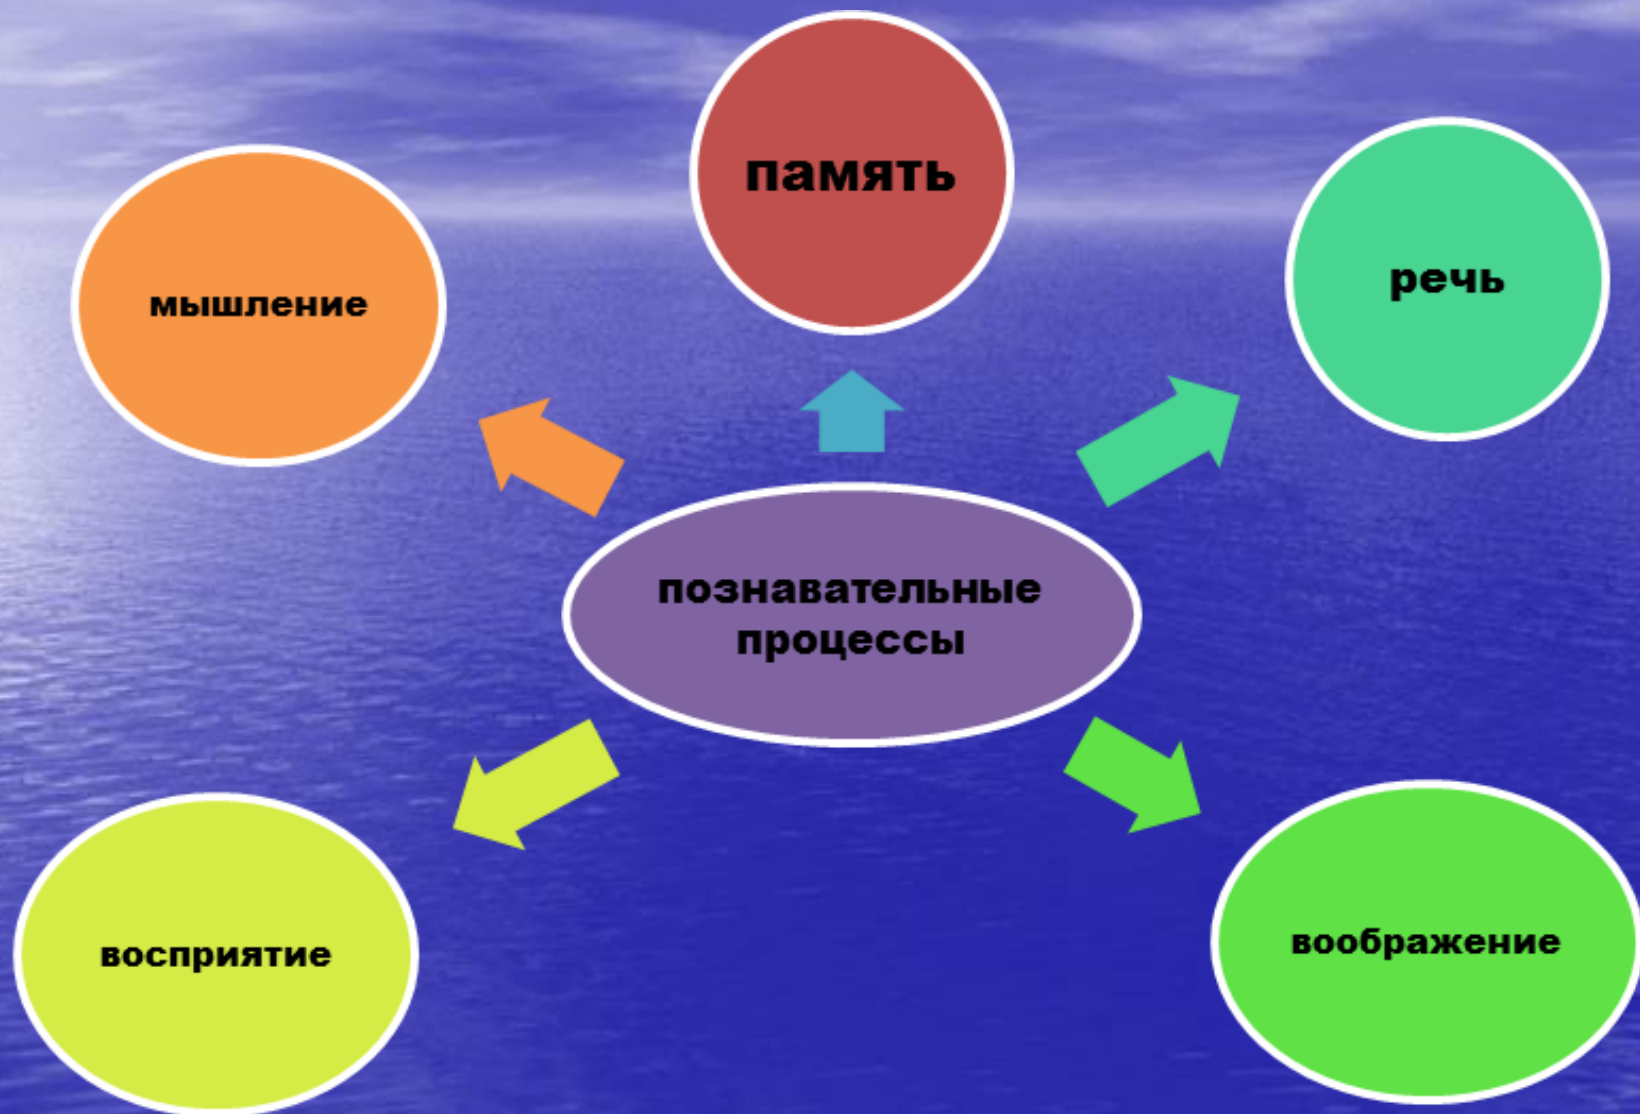 память
речь
мышление
познавательные
процессы
восприятие
воображение